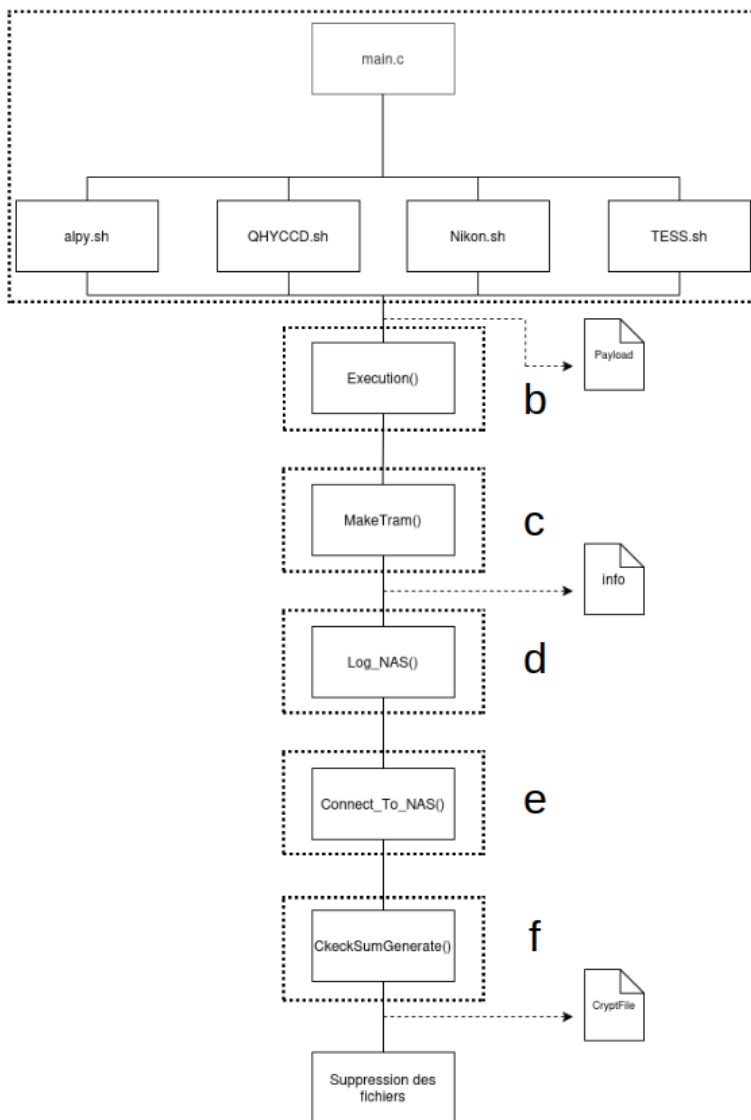 main.c
alpy.sh
QHYCCD.sh
Nikon.sh
TESS.sh
Payload
Execution()
b
MakeTram()
c
info
Log_NAS()
d
Connect_To_NAS()
e
CkeckSumGenerate()
f
CryptFile
Suppression des
fichiers